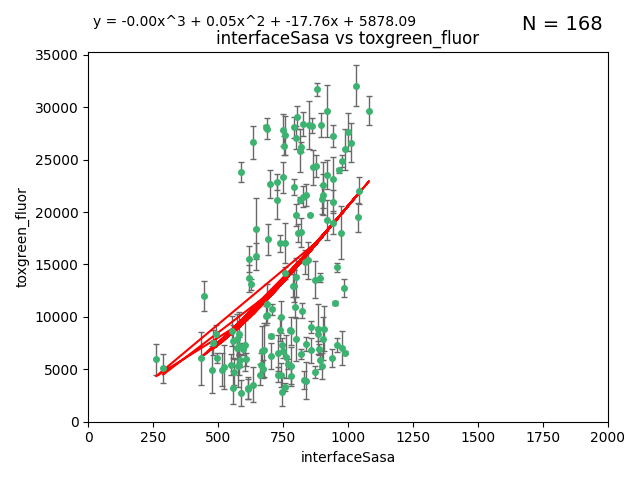 y = -0.00x^3 + 0.05x^2 + -17.76x + 5878.09
N = 168
interfaceSasa vs toxgreen_fluor
35000
30000
25000
20000
15000
10000
5000
0
toxgreen_fluor
0 250 500 750 1000 1250 1500 1750 2000
interfaceSasa